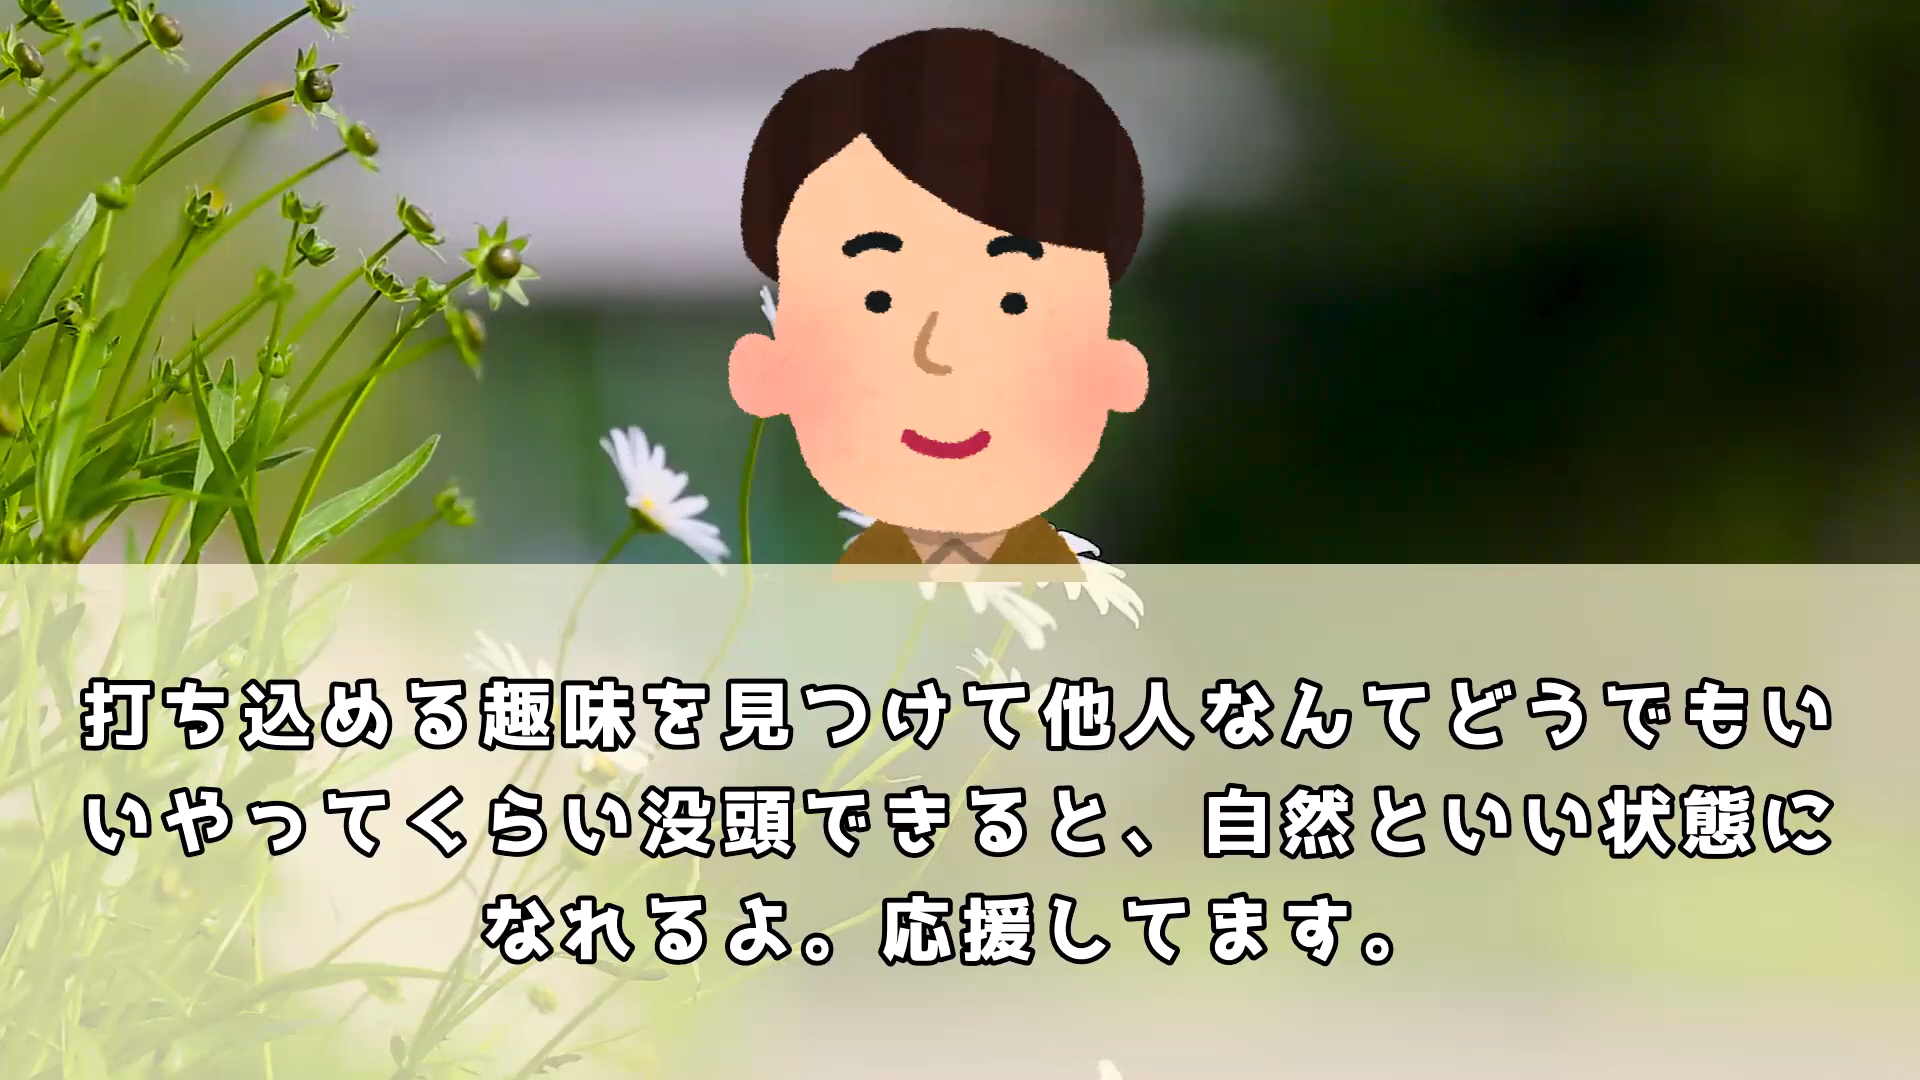 打ち込める趣味を見つけて他人なんてどうでもい
いやってくらい没頭できると、自然といい状態に
なれるよ。応援してます。